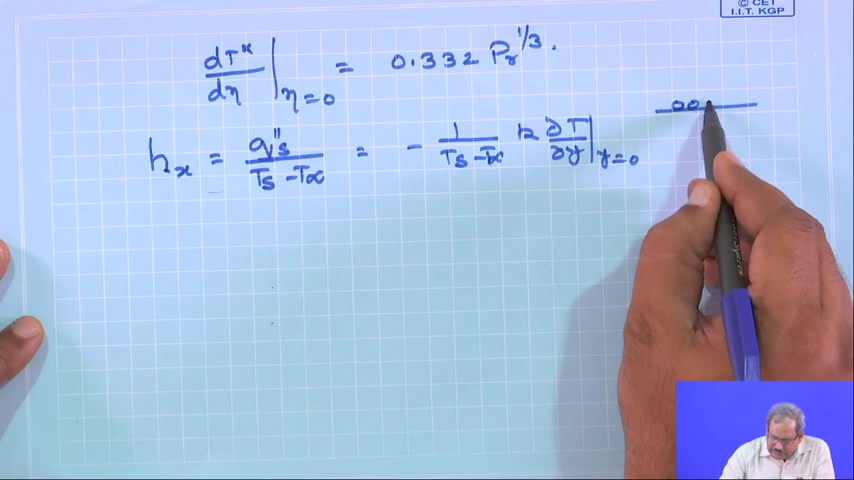 © CET
I.I.T. KGP
dT*/dη |η=0 = 0.332 Pr^1/3.
hx = q"s / (Ts - T∞) = - 1/(Ts - T∞) k ∂T/∂y |y=0